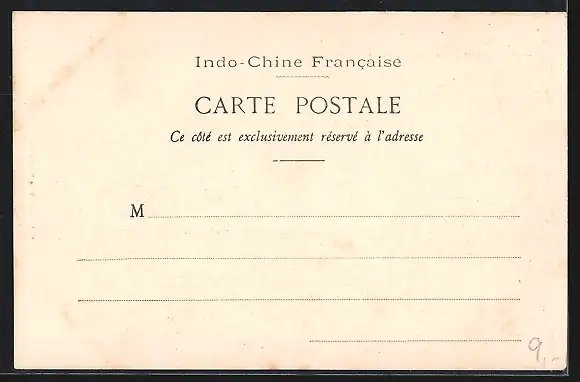 Indo-Chine Française
CARTE POSTALE
Ce côté est exclusivement réservé à l'adresse
M
9.-